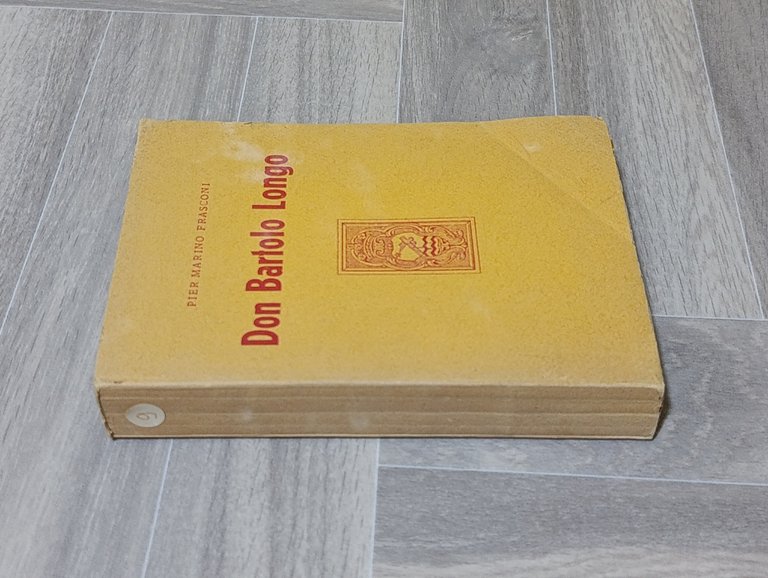 PIER MARINO FRASCONI
Don Bartolo Longo
9